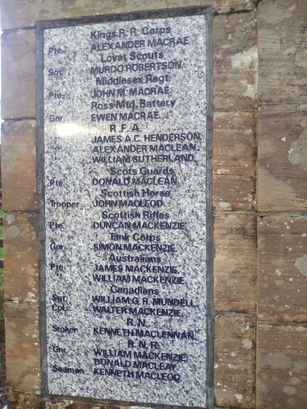 Kings R. R. Corps
Pte. ALEXANDER MACRAE.
Lovat Scouts
Sgt. MURDO ROBERTSON.
Middlesex Regt
Pte. JOHN M. MACRAE.
Ross Mtd. Battery
Gnr. EWEN MACRAE.
R. F. A.
JAMES A.C. HENDERSON.
ALEXANDER MACLEAN.
WILLIAM SUTHERLAND.
Scots Guards
Pte. DONALD MACLEAN.
Scottish Horse
Trooper JOHN MACLEOD.
Scottish Rifles
Pte. DUNCAN MACKENZIE.
Tank Corps
Gnr. SIMON MACKENZIE.
Australians
Pte. JAMES MACKENZIE.
WILLIAM MACKENZIE.
Canadians
Sgt. WILLIAM G. R. MUNDELL.
Cpl. WALTER MACKENZIE.
R. N.
Stoker KENNETH MACLENNAN.
R. N. R.
Gnr. WILLIAM MACKENZIE.
DONALD MACLEAY.
Seaman KENNETH MACLEOD.